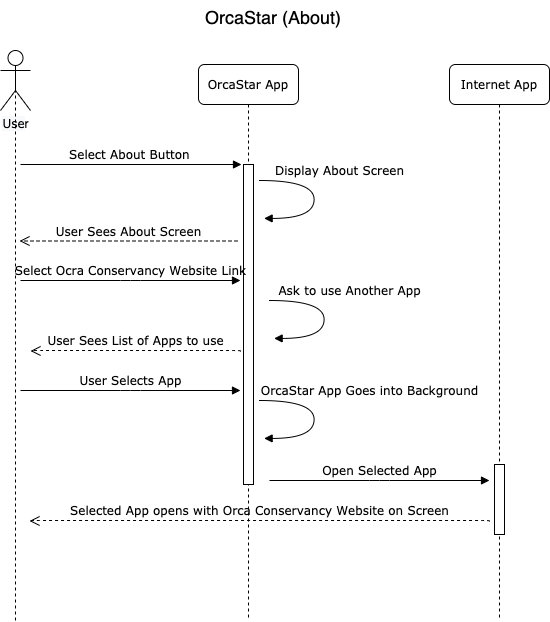 OrcaStar (About)
OrcaStar App
Internet App
User
Select About Button
Display About Screen
User Sees About Screen
Select Ocra Conservancy Website Link
Ask to use Another App
User Sees List of Apps to use
User Selects App
OrcaStar App Goes into Background
Open Selected App
Selected App opens with Orca Conservancy Website on Screen